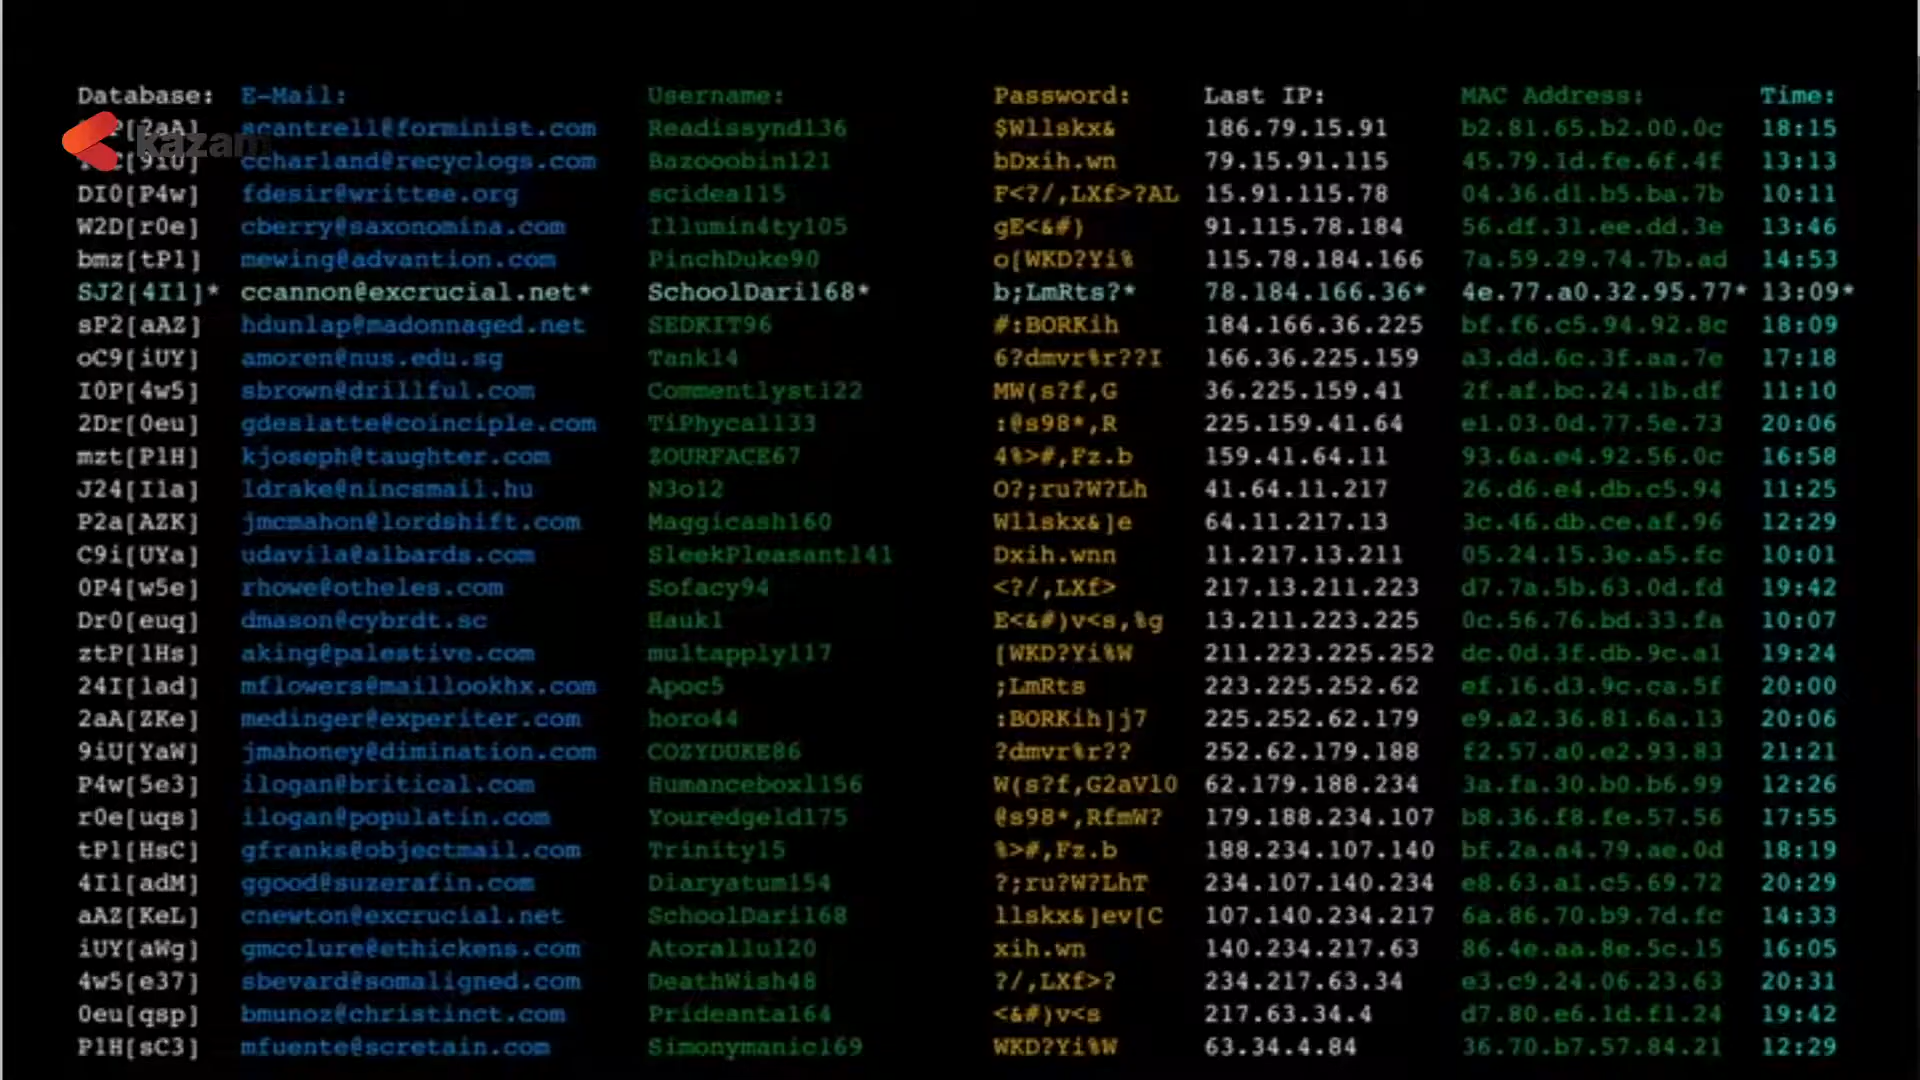 Database: E-Mail: Username: Password: Last IP: MAC Address: Time:
P[2aA] scantrell@forminist.com Readissynd136 $Wllskx& 186.79.15.91 b2.81.65.b2.00.0c 18:15
kazam
C[9iU] ccharland@recyclogs.com Bazooobin121 bDxih.wn 79.15.91.115 45.79.1d.fe.6f.4f 13:13
DI0[P4w] fdesir@writtee.org scidea115 F<?/,LXf>?AL 15.91.115.78 04.36.d1.b5.ba.7b 10:11
W2D[r0e] cberry@saxonomina.com Illumin4ty105 gE<&#) 91.115.78.184 56.df.31.ee.dd.3e 13:46
bmz[tPl] mewing@advantion.com PinchDuke90 o[WKD?Yi% 115.78.184.166 7a.59.29.74.7b.ad 14:53
SJ2[4Il]* ccannon@excrucial.net* SchoolDari168* b;LmRts?* 78.184.166.36* 4e.77.a0.32.95.77* 13:09*
sP2[aAZ] hdunlap@madonnaged.net SEDKIT96 #:BORKih 184.166.36.225 bf.f6.c5.94.92.8c 18:09
oC9[iUY] amoren@nus.edu.sg Tank14 6?dmvr%r??I 166.36.225.159 a3.dd.6c.3f.aa.7e 17:18
I0P[4w5] sbrown@drillful.com Commentlyst122 MW(s?f,G 36.225.159.41 2f.af.bc.24.1b.df 11:10
2Dr[0eu] gdeslatte@coinciple.com TiPhycal133 :@s98*,R 225.159.41.64 e1.03.0d.77.5e.73 20:06
mzt[PlH] kjoseph@taughter.com ZOURFACE67 4%>#,Fz.b 159.41.64.11 93.6a.e4.92.56.0c 16:58
J24[Ila] ldrake@nincsmail.hu N3o12 O?;ru?W?Lh 41.64.11.217 26.d6.e4.db.c5.94 11:25
P2a[AZK] jmcmahon@lordshift.com Maggicash160 Wllskx&]e 64.11.217.13 3c.46.db.ce.af.96 12:29
C9i[UYa] udavila@albards.com SleekPleasant141 Dxih.wnn 11.217.13.211 05.24.15.3e.a5.fc 10:01
0P4[w5e] rhowe@otheles.com Sofacy94 <?/,LXf> 217.13.211.223 d7.7a.5b.63.0d.fd 19:42
Dr0[euq] dmason@cybrdt.sc Hauk1 E<&#)v<s,%g 13.211.223.225 0c.56.76.bd.33.fa 10:07
ztP[lHs] aking@palestive.com multapply117 [WKD?Yi%W 211.223.225.252 dc.0d.3f.db.9c.a1 19:24
24I[lad] mflowers@maillookhx.com Apoc5 ;LmRts 223.225.252.62 ef.16.d3.9c.ca.5f 20:00
2aA[ZKe] medinger@experiter.com horo44 :BORKih]j7 225.252.62.179 e9.a2.36.81.6a.13 20:06
9iU[YaW] jmahoney@dimination.com COZYDUKE86 ?dmvr%r?? 252.62.179.188 f2.57.a0.e2.93.83 21:21
P4w[5e3] ilogan@britical.com Humanceboxl156 W(s?f,G2aVl0 62.179.188.234 3a.fa.30.b0.b6.99 12:26
r0e[uqs] ilogan@populatin.com Youredgeld175 @s98*,RfmW? 179.188.234.107 b8.36.f8.fe.57.56 17:55
tPl[HsC] gfranks@objectmail.com Trinity15 %>#,Fz.b 188.234.107.140 bf.2a.a4.79.ae.0d 18:19
4Il[adM] ggood@suzerafin.com Diaryatum154 ?;ru?W?LhT 234.107.140.234 e8.63.a1.c5.69.72 20:29
aAZ[KeL] cnewton@excrucial.net SchoolDari168 llskx&]ev[C 107.140.234.217 6a.86.70.b9.7d.fc 14:33
iUY[aWg] gmcclure@ethickens.com Atorallu120 xih.wn 140.234.217.63 86.4e.aa.8e.5c.15 16:05
4w5[e37] sbevard@somaligned.com DeathWish48 ?/,LXf>? 234.217.63.34 e3.c9.24.06.23.63 20:31
0eu[qsp] bmunoz@christinct.com Prideanta164 <&#)v<s 217.63.34.4 d7.80.e6.1d.f1.24 19:42
PlH[sC3] mfuente@scretain.com Simonymanic169 WKD?Yi%W 63.34.4.84 36.70.b7.57.84.21 12:29